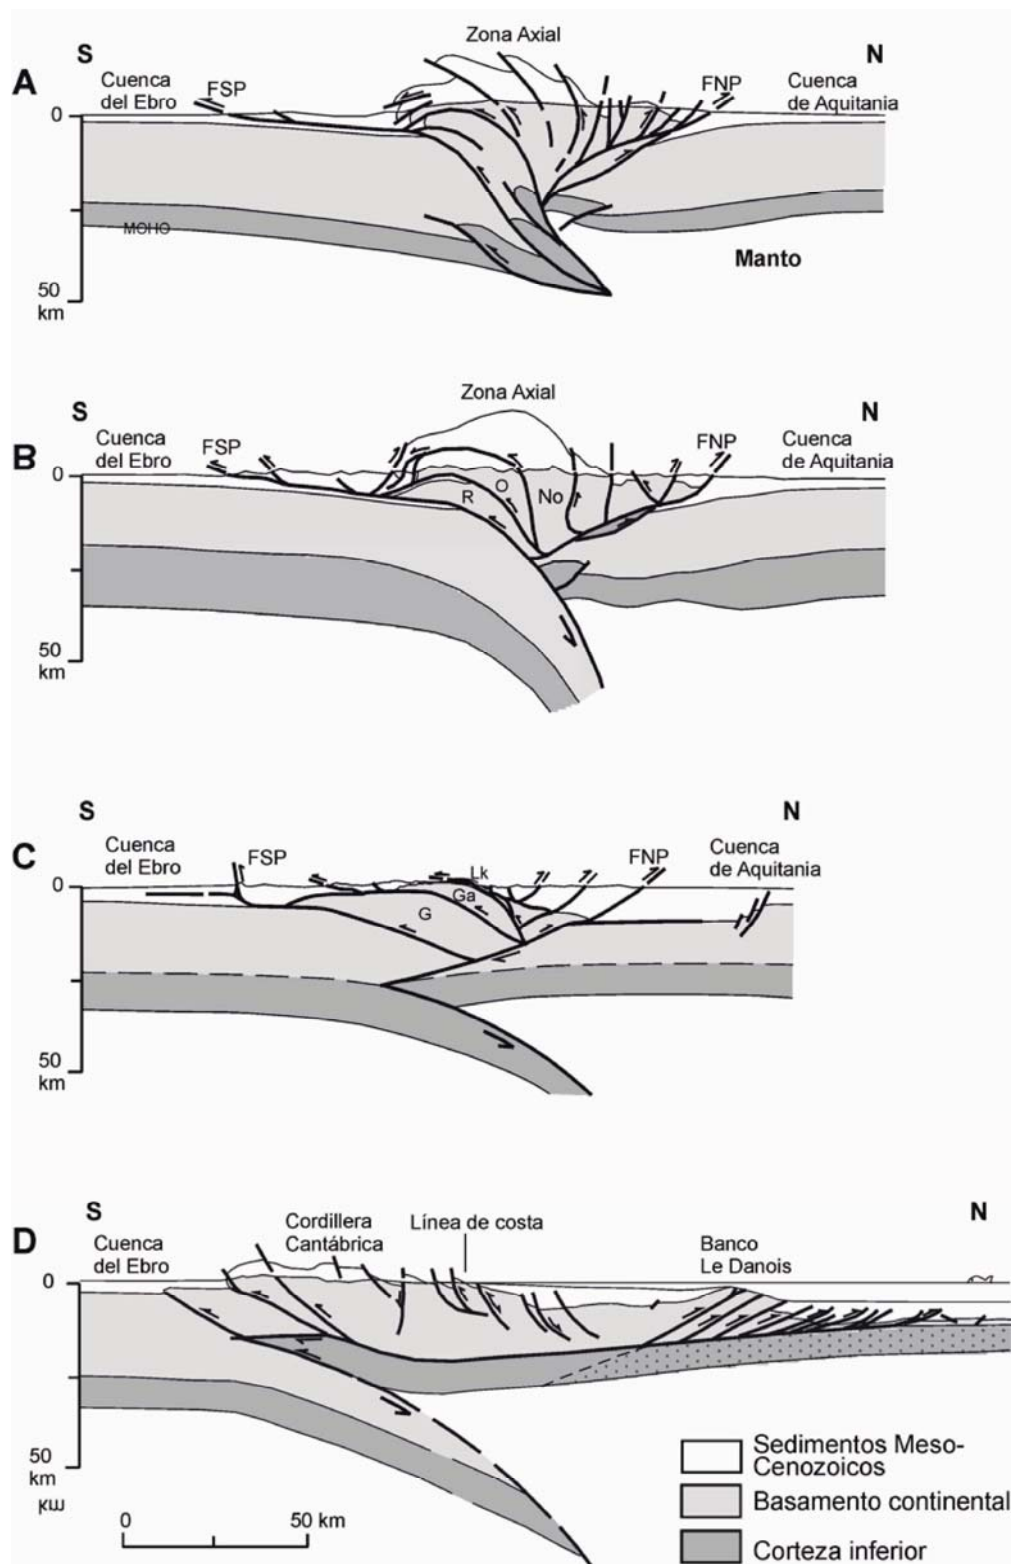 Zona Axial
S
N
A
Cuenca
del Ebro
FSP
FNP
Cuenca
de Aquitania
0
MOHO
Manto
50
km
Zona Axial
S
N
B
Cuenca
del Ebro
FSP
FNP
Cuenca
de Aquitania
0
R
O
No
50
km
S
N
C
Cuenca
del Ebro
FSP
FNP
Cuenca
de Aquitania
0
Lk
Ga
G
50
km
S
N
D
Cuenca
del Ebro
Cordillera
Cantábrica
Línea de costa
Banco
Le Danois
0
50
km
km
0
50 km
Sedimentos Meso-
Cenozoicos
Basamento continental
Corteza inferior